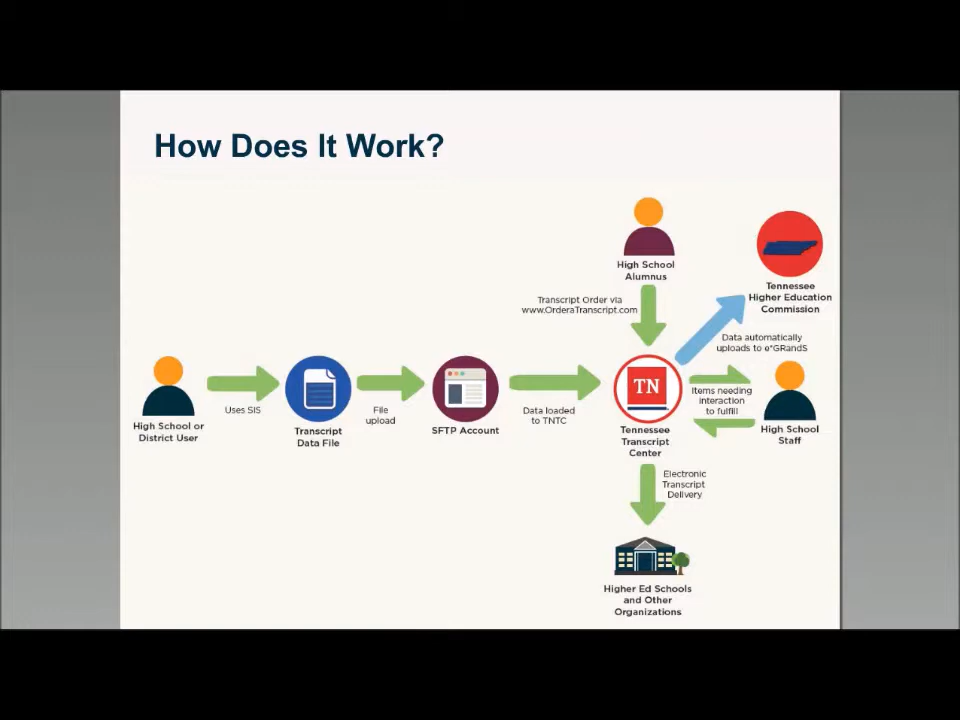 How Does It Work?
High School
Alumnus
Tennessee
Higher Education
Commission
Transcript Order via
www.OrderaTranscript.com
Data automatically
uploads to e*GRandS
High School or
District User
Uses SIS
Transcript
Data File
File
upload
SFTP Account
Data loaded
to TNTC
TN
Tennessee
Transcript
Center
Items needing
interaction
to fulfill
High School
Staff
Electronic
Transcript
Delivery
Higher Ed Schools
and Other
Organizations